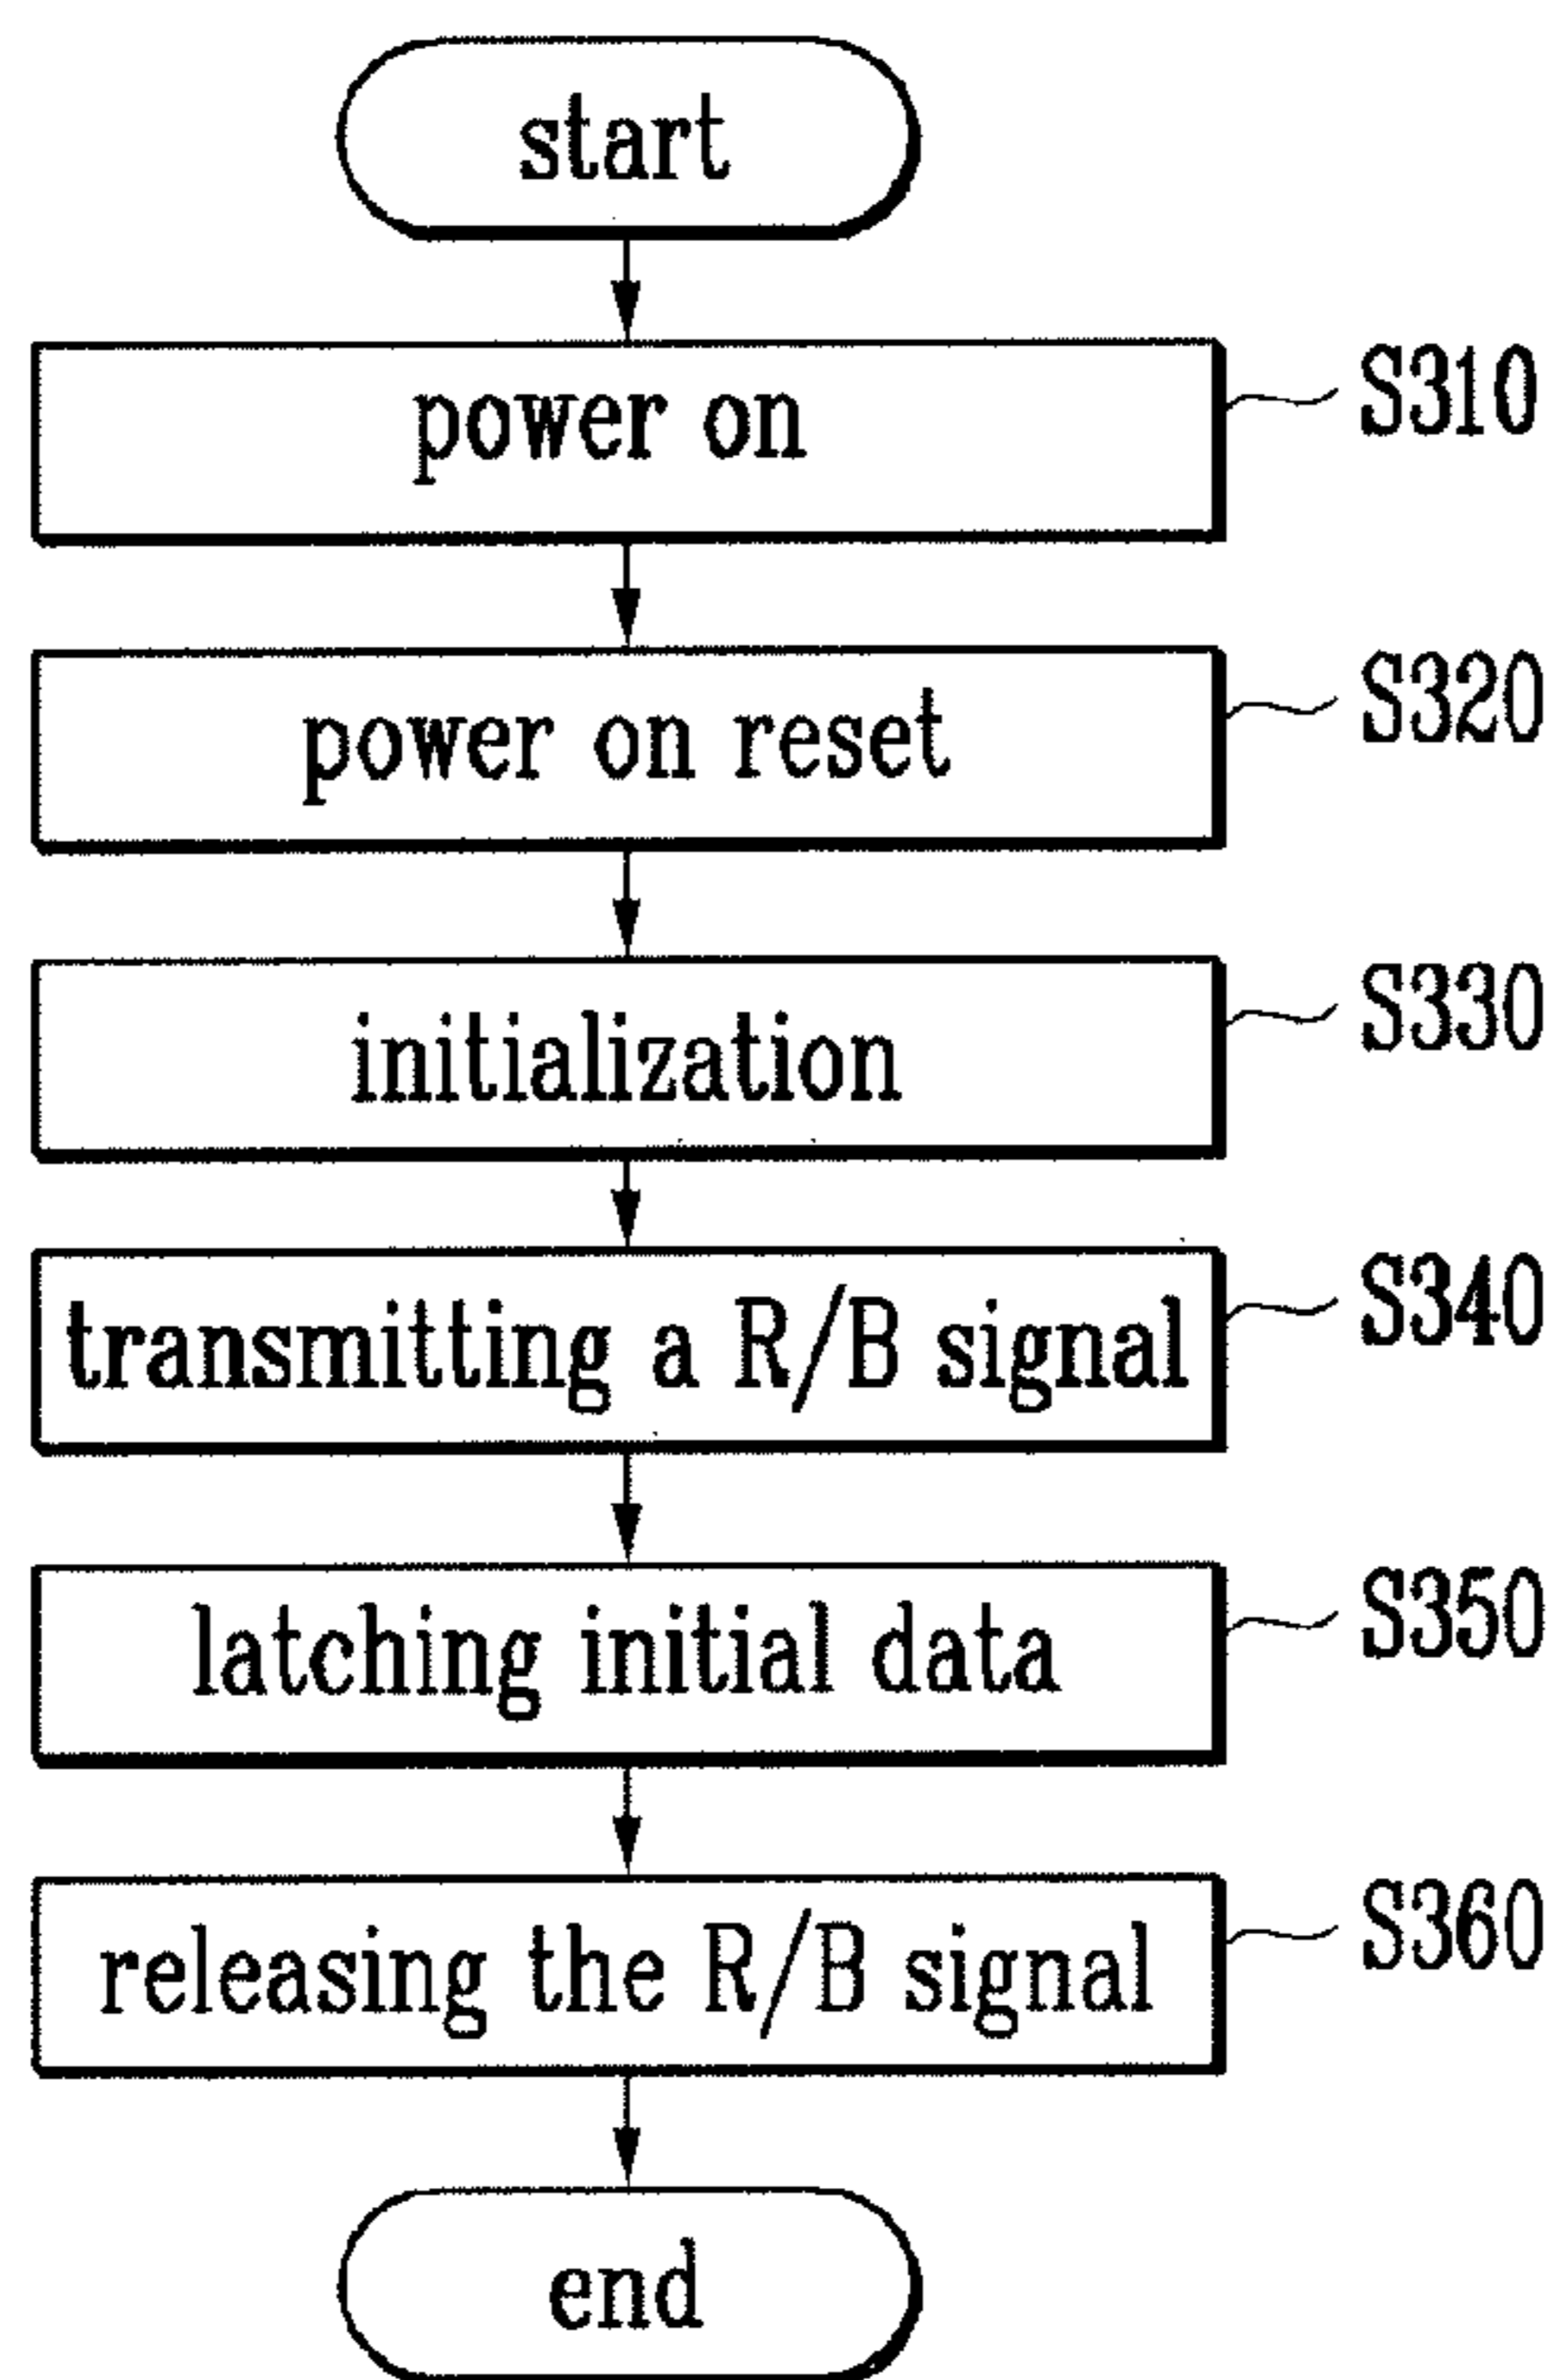 start
power on
S310
power on reset
S320
initialization
S330
transmitting a R/B signal
S340
latching initial data
S350
releasing the R/B signal
S360
end